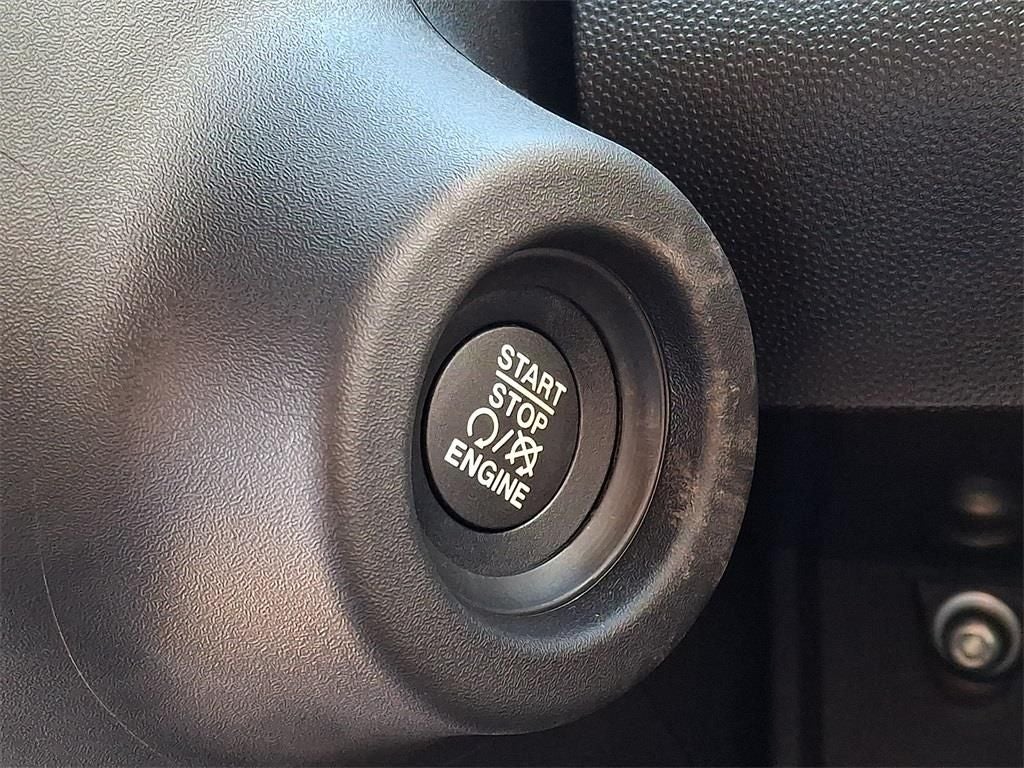 START
STOP
/
ENGINE